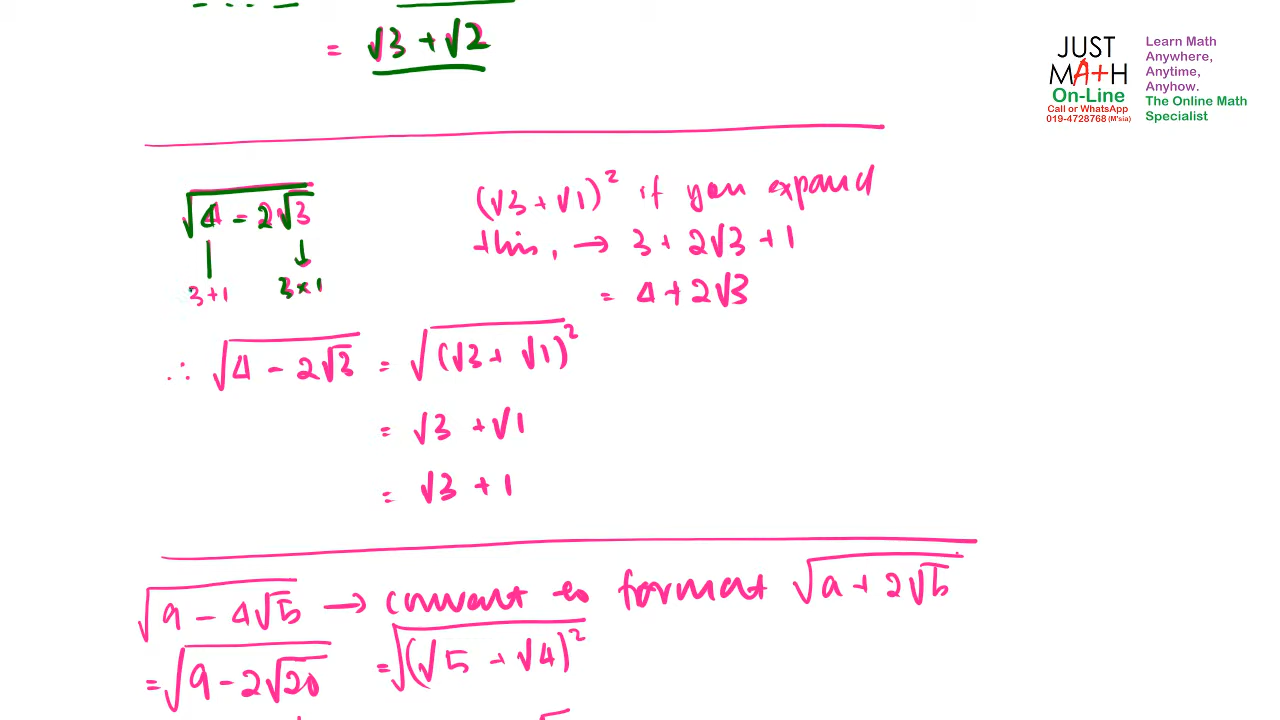 = √3 + √2
JUST
MATH
On-Line
Call or WhatsApp
019-4728768 (M'sia)
Learn Math
Anywhere,
Anytime,
Anyhow.
The Online Math
Specialist
√(4 - 2√3)
3+1 3×1
(√3 + √1)² if you expand
this, → 3 + 2√3 + 1
= 4 + 2√3
∴ √(4 - 2√3) = √((√3 + √1)²)
= √3 + √1
= √3 + 1
√(9 - 4√5) → convert to format √(a + 2√b)
= √(9 - 2√20) = √((√5 + √4)²)